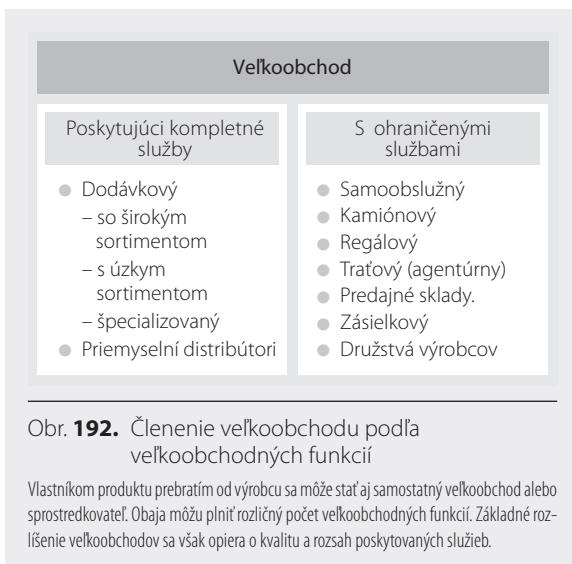 Veľkoobchod
Poskytujúci kompletné
služby
● Dodávkový
– so širokým
sortimentom
– s úzkym
sortimentom
– špecializovaný
● Priemyselní distribútori
S ohraničenými
službami
● Samoobslužný
● Kamiónový
● Regálový
● Traťový (agentúrny)
● Predajné sklady.
● Zásielkový
● Družstvá výrobcov
Obr. 192. Členenie veľkoobchodu podľa
veľkoobchodných funkcií
Vlastníkom produktu prebratím od výrobcu sa môže stať aj samostatný veľkoobchod alebo
sprostredkovateľ. Obaja môžu plniť rozličný počet veľkoobchodných funkcií. Základné roz-
líšenie veľkoobchodov sa však opiera o kvalitu a rozsah poskytovaných služieb.